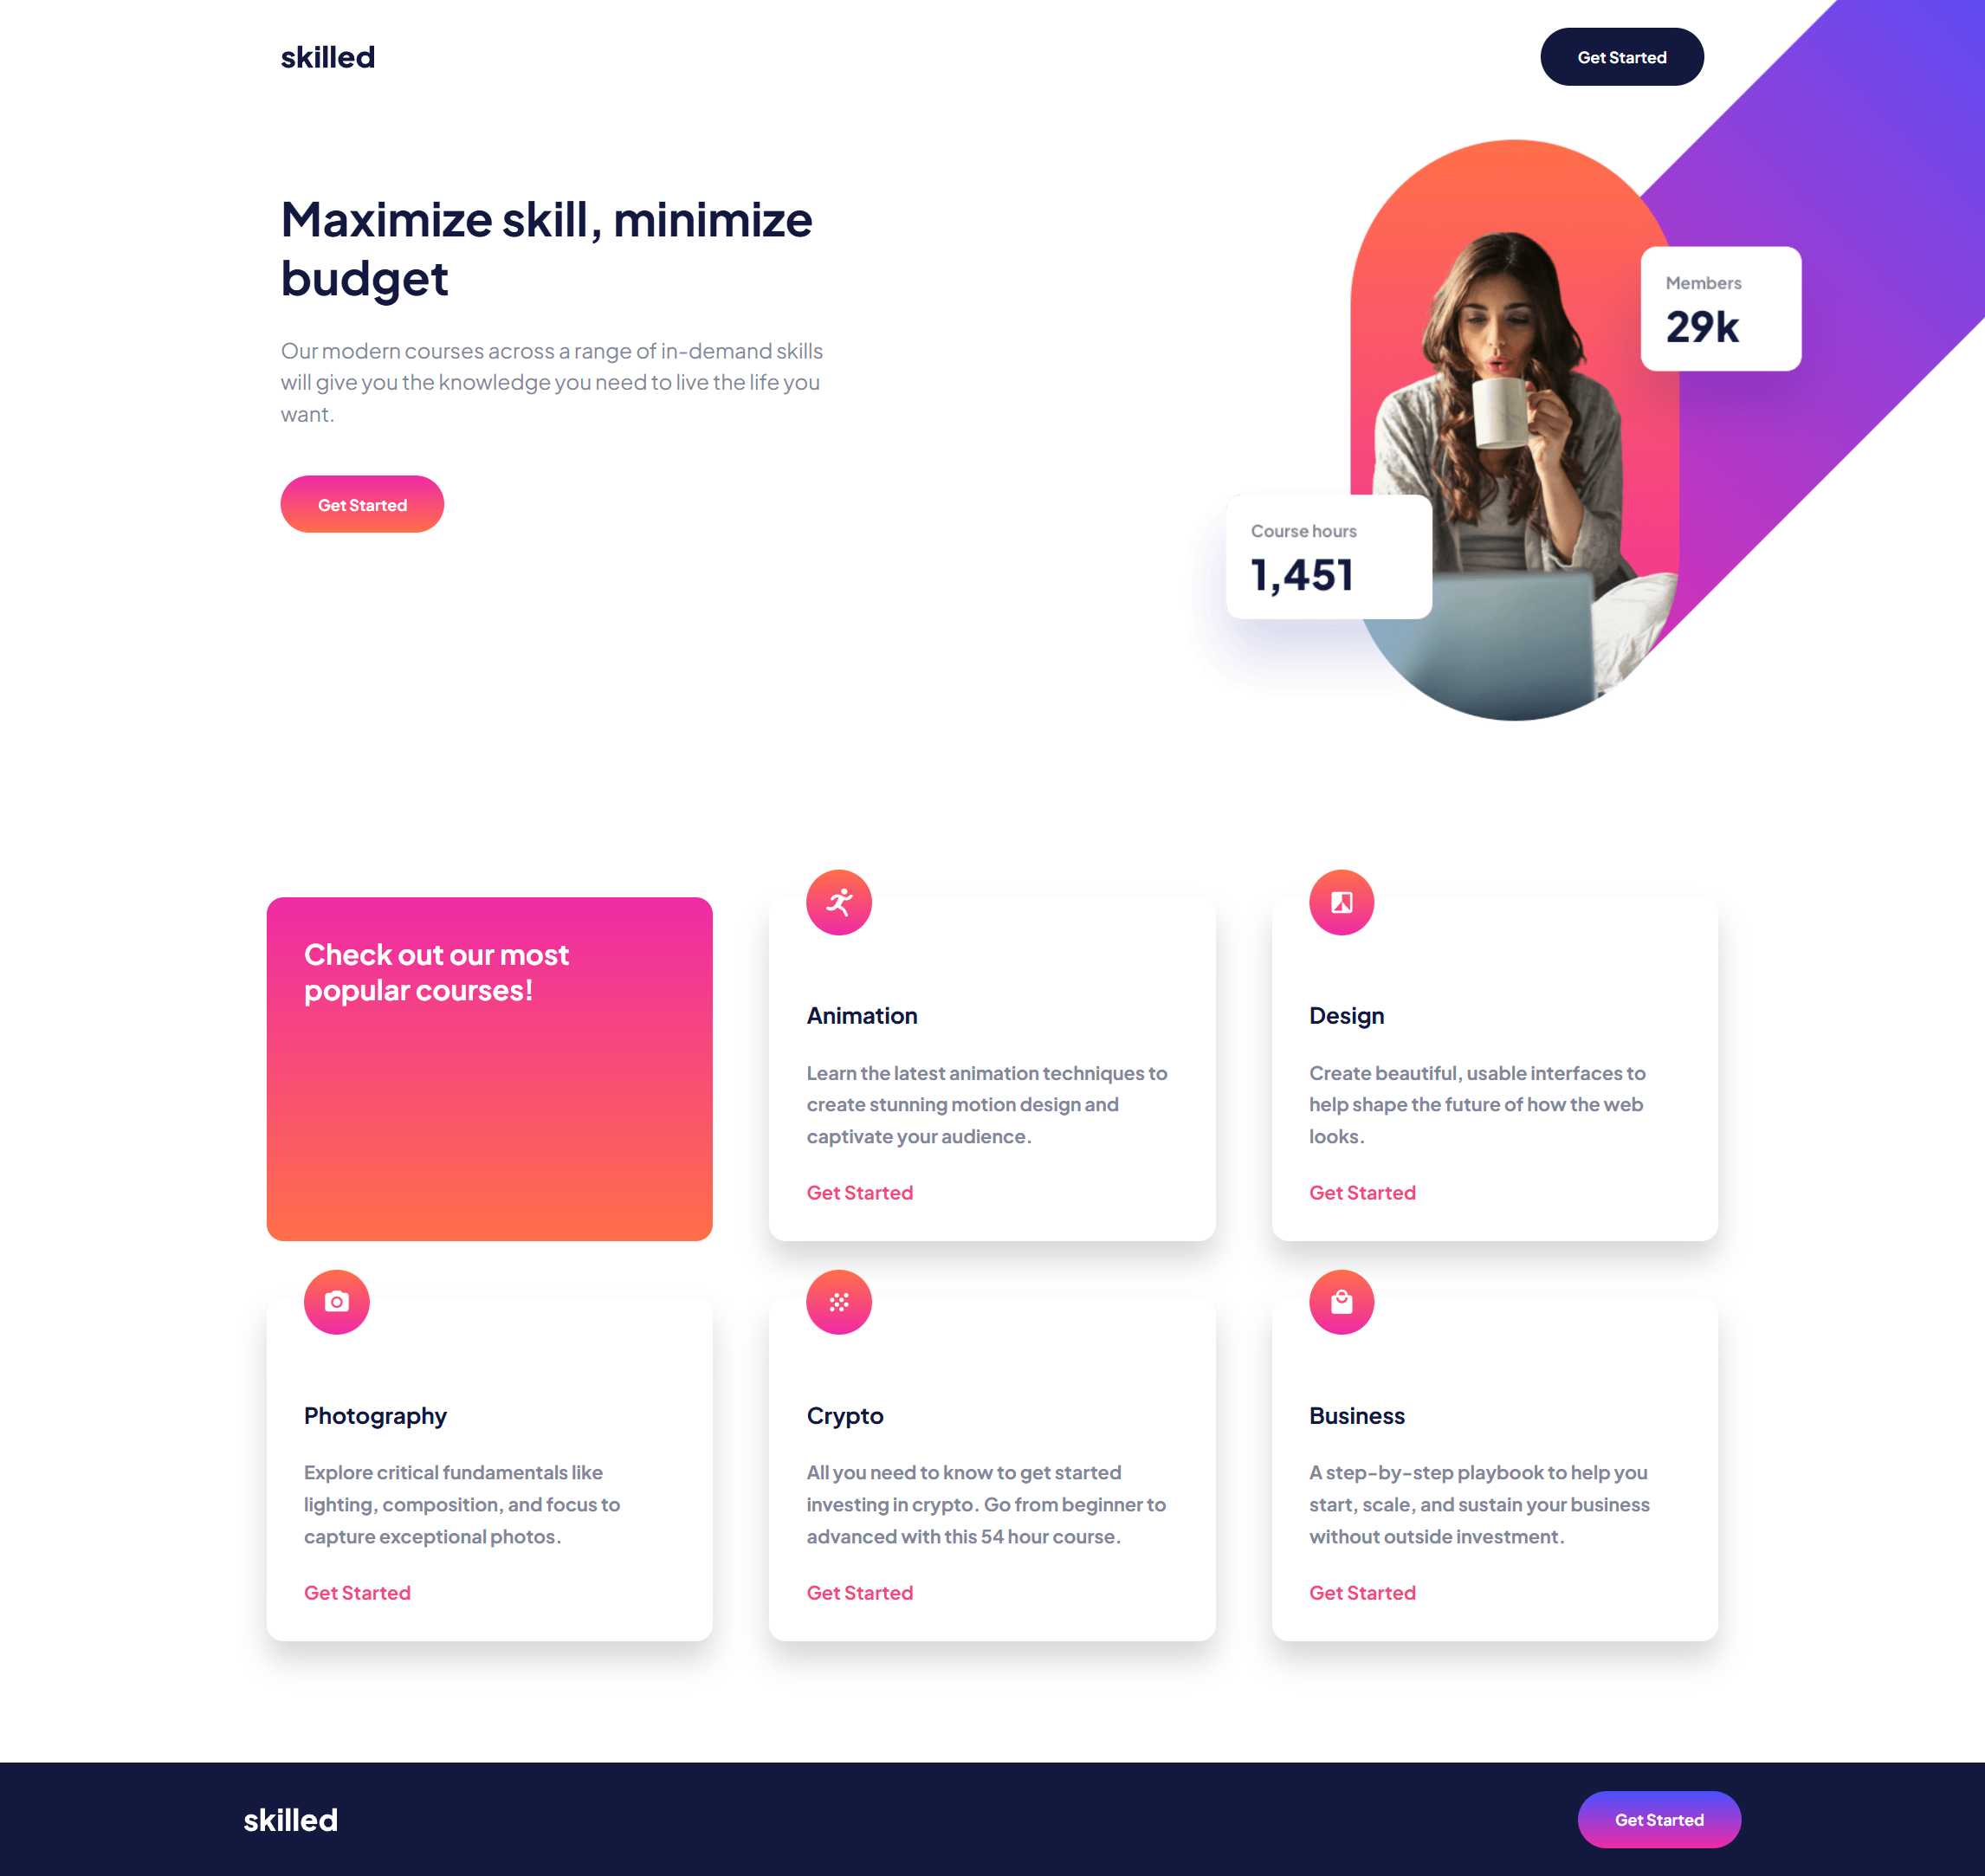 skilled
Get Started
Maximize skill, minimize
budget
Our modern courses across a range of in-demand skills
will give you the knowledge you need to live the life you
want.
Get Started
Members
29k
Course hours
1,451
Check out our most
popular courses!
Animation
Learn the latest animation techniques to
create stunning motion design and
captivate your audience.
Get Started
Design
Create beautiful, usable interfaces to
help shape the future of how the web
looks.
Get Started
Photography
Explore critical fundamentals like
lighting, composition, and focus to
capture exceptional photos.
Get Started
Crypto
All you need to know to get started
investing in crypto. Go from beginner to
advanced with this 54 hour course.
Get Started
Business
A step-by-step playbook to help you
start, scale, and sustain your business
without outside investment.
Get Started
skilled
Get Started